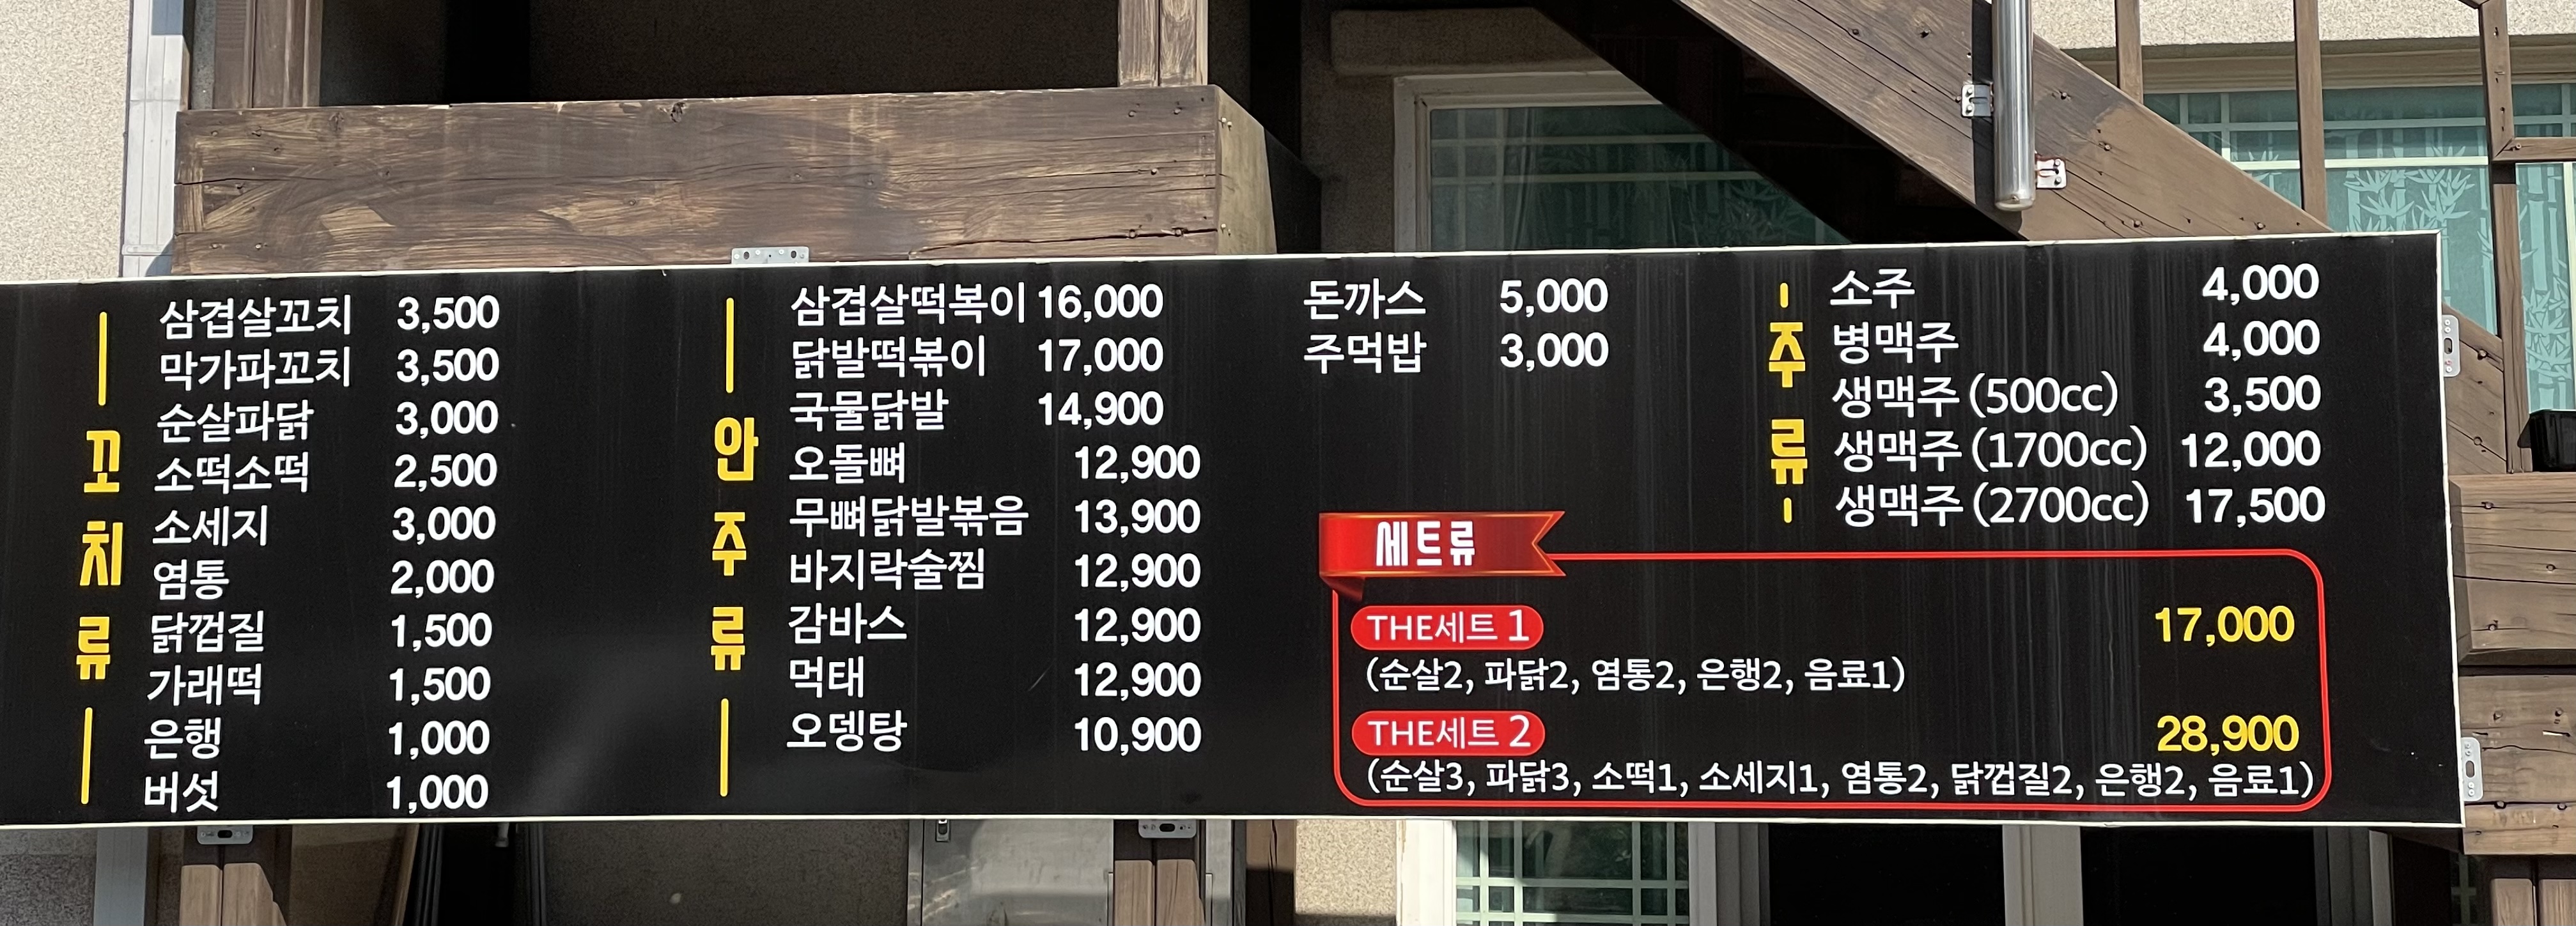 꼬치류
삼겹살꼬치 3,500
막가파꼬치 3,500
순살파닭 3,000
소떡소떡 2,500
소세지 3,000
염통 2,000
닭껍질 1,500
가래떡 1,500
은행 1,000
버섯 1,000
안주류
삼겹살떡복이 16,000
닭발떡볶이 17,000
국물닭발 14,900
오돌뼈 12,900
무뼈닭발볶음 13,900
바지락술찜 12,900
감바스 12,900
먹태 12,900
오뎅탕 10,900
돈까스 5,000
주먹밥 3,000
주류
소주 4,000
병맥주 4,000
생맥주 (500cc) 3,500
생맥주 (1700cc) 12,000
생맥주 (2700cc) 17,500
세트류
THE세트 1 17,000
(순살2, 파닭2, 염통2, 은행2, 음료1)
THE세트 2 28,900
(순살3, 파닭3, 소떡1, 소세지1, 염통2, 닭껍질2, 은행2, 음료1)